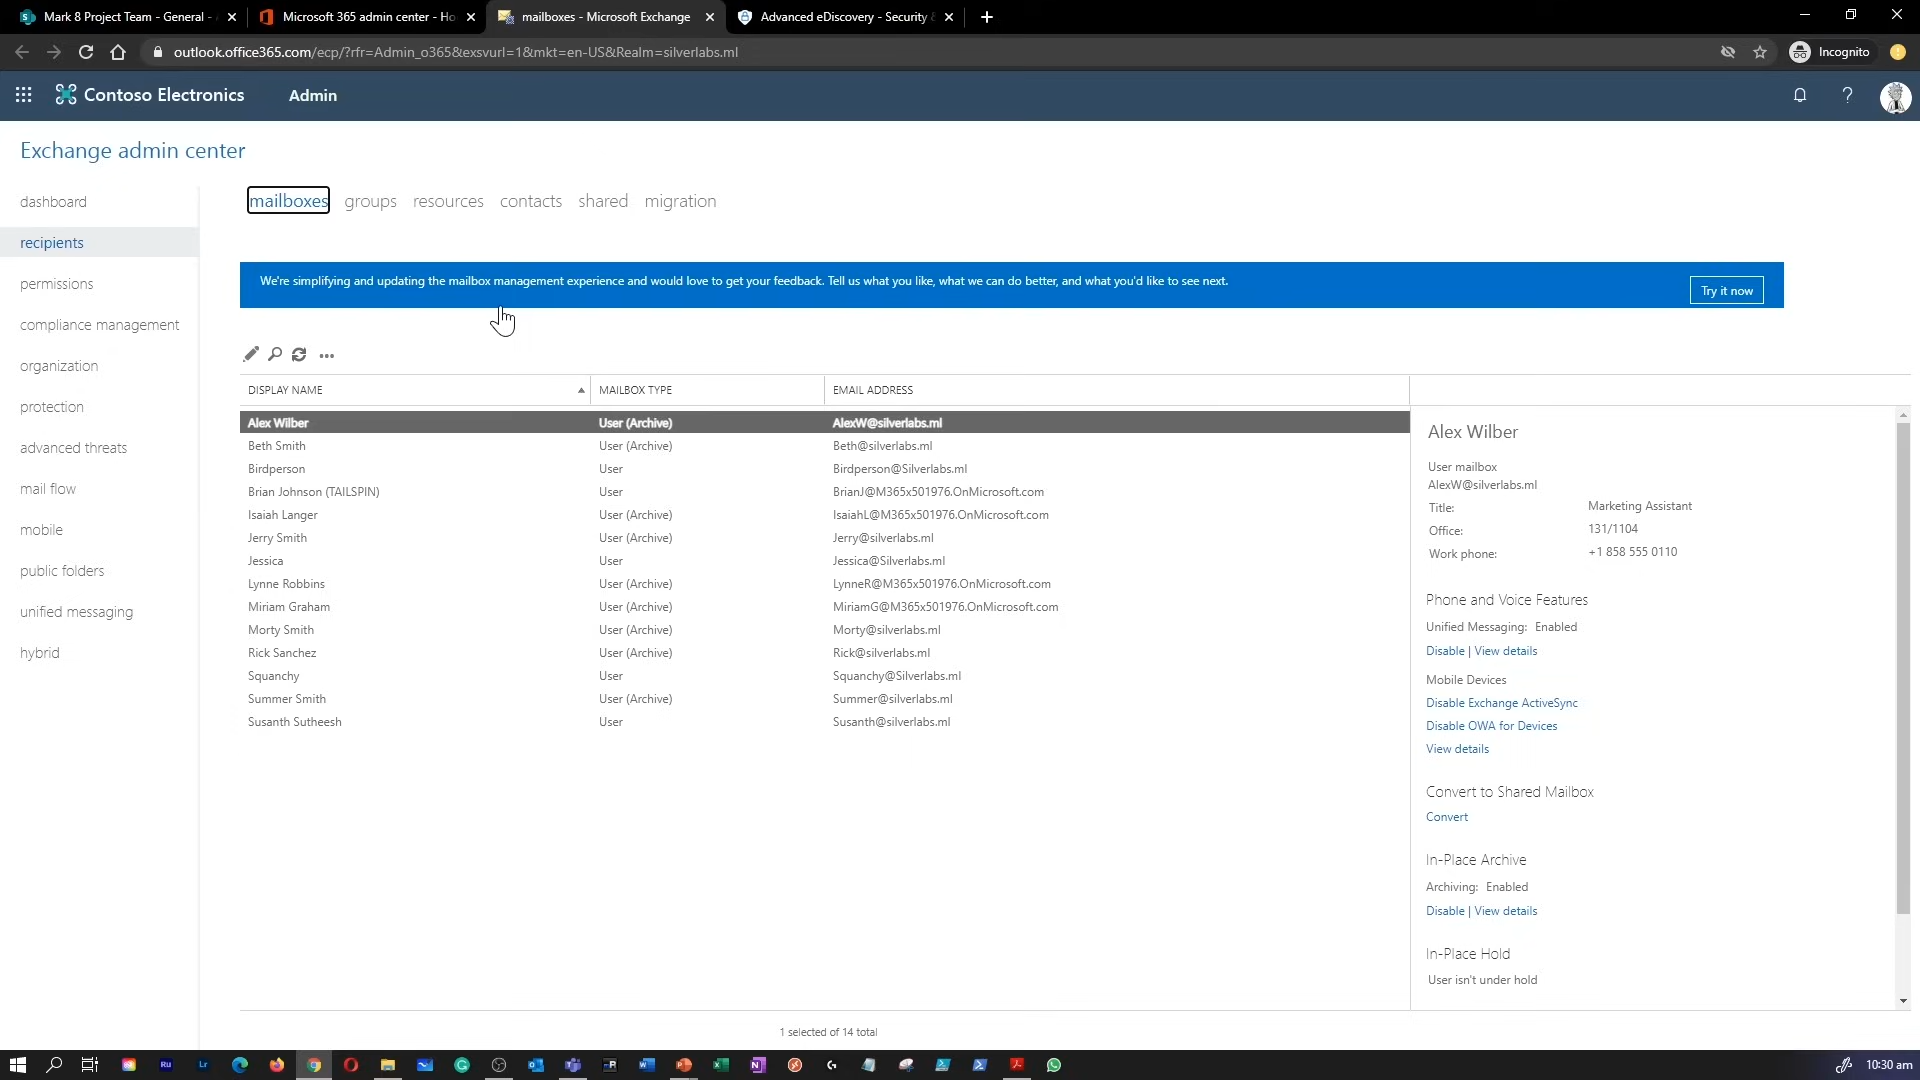 Mark 8 Project Team - General -
Microsoft 365 admin center - Ho
mailboxes - Microsoft Exchange
Advanced eDiscovery - Security &
outlook.office365.com/ecp/?rfr=Admin_o365&exsvurl=1&mkt=en-US&Realm=silverlabs.ml
Incognito
Contoso Electronics
Admin
?
Exchange admin center
dashboard
recipients
permissions
compliance management
organization
protection
advanced threats
mail flow
mobile
public folders
unified messaging
hybrid
mailboxes groups resources contacts shared migration
We're simplifying and updating the mailbox management experience and would love to get your feedback. Tell us what you like, what we can do better, and what you'd like to see next.
Try it now
DISPLAY NAME MAILBOX TYPE EMAIL ADDRESS
Alex Wilber User (Archive) AlexW@silverlabs.ml
Beth Smith User (Archive) Beth@silverlabs.ml
Birdperson User Birdperson@Silverlabs.ml
Brian Johnson (TAILSPIN) User BrianJ@M365x501976.OnMicrosoft.com
Isaiah Langer User (Archive) IsaiahL@M365x501976.OnMicrosoft.com
Jerry Smith User (Archive) Jerry@silverlabs.ml
Jessica User Jessica@Silverlabs.ml
Lynne Robbins User (Archive) LynneR@M365x501976.OnMicrosoft.com
Miriam Graham User (Archive) MiriamG@M365x501976.OnMicrosoft.com
Morty Smith User (Archive) Morty@silverlabs.ml
Rick Sanchez User (Archive) Rick@silverlabs.ml
Squanchy User Squanchy@Silverlabs.ml
Summer Smith User (Archive) Summer@silverlabs.ml
Susanth Sutheesh User Susanth@silverlabs.ml
Alex Wilber
User mailbox
AlexW@silverlabs.ml
Title: Marketing Assistant
Office: 131/1104
Work phone: +1 858 555 0110
Phone and Voice Features
Unified Messaging: Enabled
Disable | View details
Mobile Devices
Disable Exchange ActiveSync
Disable OWA for Devices
View details
Convert to Shared Mailbox
Convert
In-Place Archive
Archiving: Enabled
Disable | View details
In-Place Hold
User isn't under hold
1 selected of 14 total
Ru
Lr
10:30 am